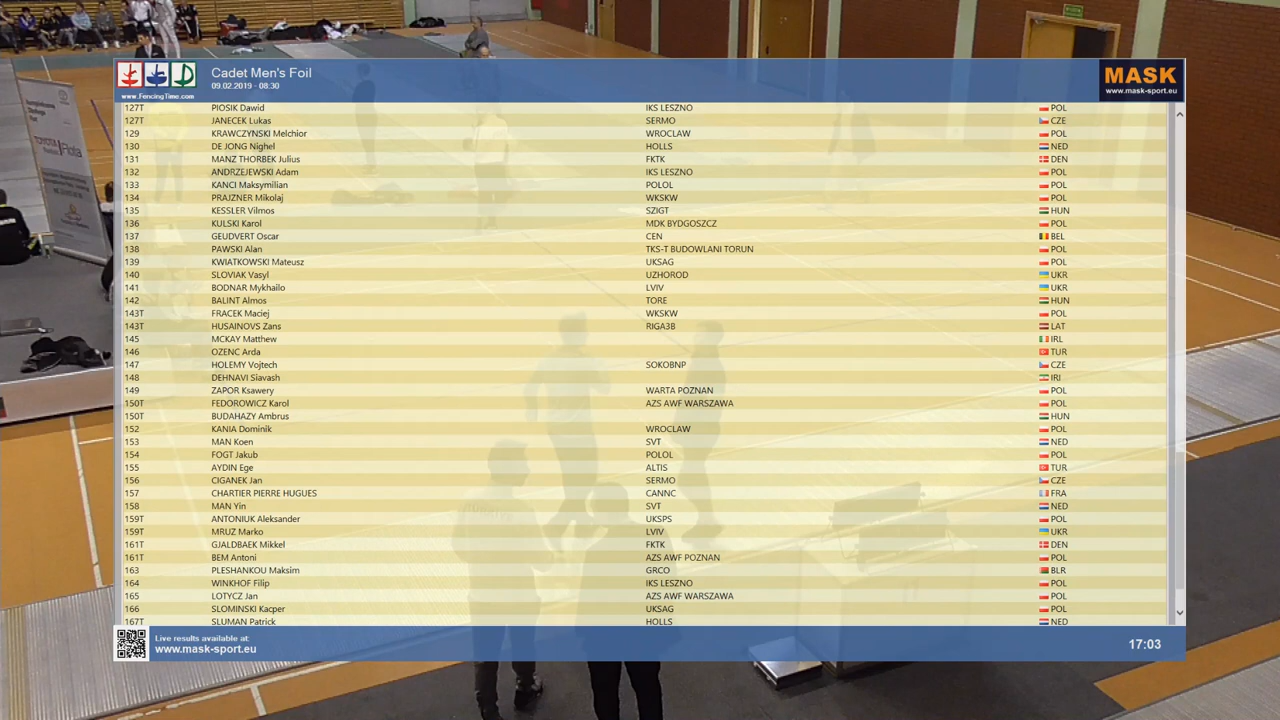 Cadet Men's Foil
09.02.2019 - 08:30
www.FencingTime.com
MASK
www.mask-sport.eu
127T PIOSIK Dawid IKS LESZNO POL
127T JANECEK Lukas SERMO CZE
129 KRAWCZYNSKI Melchior WROCLAW POL
130 DE JONG Nighel HOLLS NED
131 MANZ THORBEK Julius FKTK DEN
132 ANDRZEJEWSKI Adam IKS LESZNO POL
133 KANCI Maksymilian POLOL POL
134 PRAJZNER Mikolaj WKSKW POL
135 KESSLER Vilmos SZIGT HUN
136 KULSKI Karol MDK BYDGOSZCZ POL
137 GEUDVERT Oscar CEN BEL
138 PAWSKI Alan TKS-T BUDOWLANI TORUN POL
139 KWIATKOWSKI Mateusz UKSAG POL
140 SLOVIAK Vasyl UZHOROD UKR
141 BODNAR Mykhailo LVIV UKR
142 BALINT Almos TORE HUN
143T FRACEK Maciej WKSKW POL
143T HUSAINOVS Zans RIGA3B LAT
145 MCKAY Matthew IRL
146 OZENC Arda TUR
147 HOLEMY Vojtech SOKOBNP CZE
148 DEHNAVI Siavash IRI
149 ZAPOR Ksawery WARTA POZNAN POL
150T FEDOROWICZ Karol AZS AWF WARSZAWA POL
150T BUDAHAZY Ambrus HUN
152 KANIA Dominik WROCLAW POL
153 MAN Koen SVT NED
154 FOGT Jakub POLOL POL
155 AYDIN Ege ALTIS TUR
156 CIGANEK Jan SERMO CZE
157 CHARTIER PIERRE HUGUES CANNC FRA
158 MAN Yin SVT NED
159T ANTONIUK Aleksander UKSPS POL
159T MRUZ Marko LVIV UKR
161T GJALDBAEK Mikkel FKTK DEN
161T BEM Antoni AZS AWF POZNAN POL
163 PLESHANKOU Maksim GRCO BLR
164 WINKHOF Filip IKS LESZNO POL
165 LOTYCZ Jan AZS AWF WARSZAWA POL
166 SLOMINSKI Kacper UKSAG POL
167T SLUMAN Patrick HOLLS NED
Live results available at:
www.mask-sport.eu
17:03